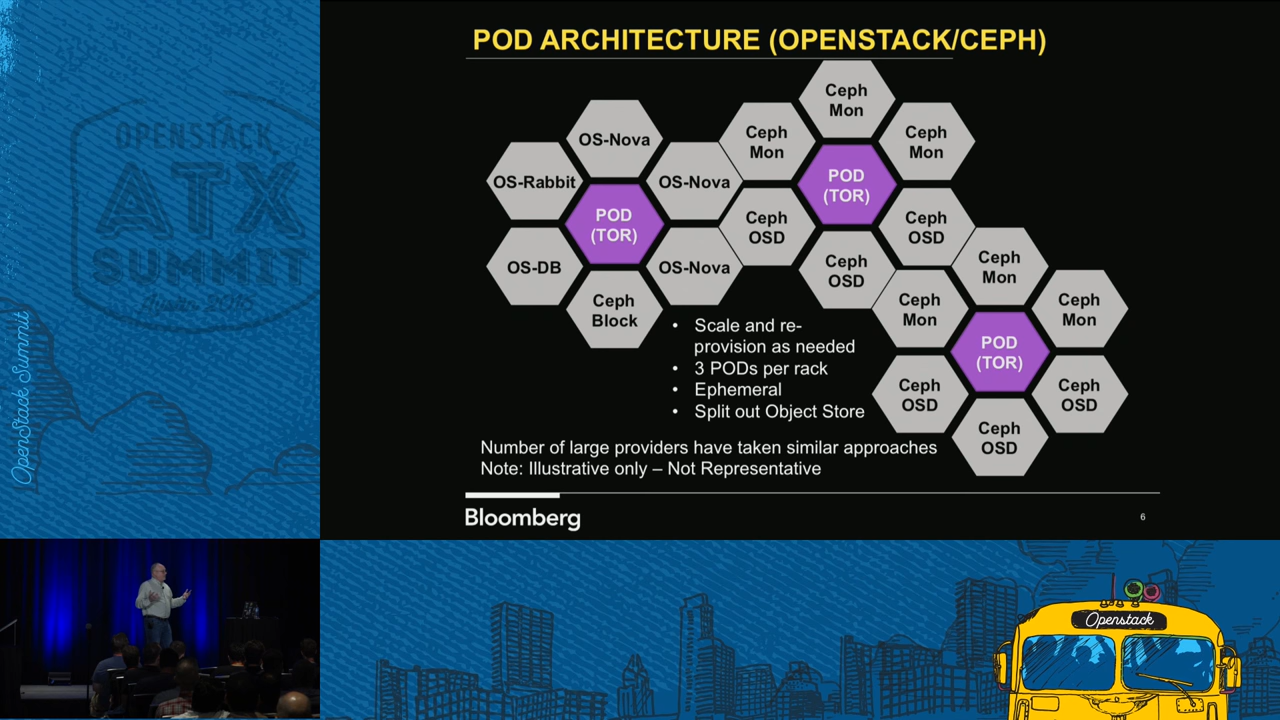 POD ARCHITECTURE (OPENSTACK/CEPH)
OS-Nova
OS-Rabbit
OS-Nova
POD
(TOR)
OS-DB
OS-Nova
Ceph
Block
Ceph
Mon
Ceph
Mon
Ceph
Mon
POD
(TOR)
Ceph
OSD
Ceph
OSD
Ceph
OSD
Ceph
Mon
Ceph
Mon
Ceph
Mon
POD
(TOR)
Ceph
OSD
Ceph
OSD
Ceph
OSD
• Scale and re-
provision as needed
• 3 PODs per rack
• Ephemeral
• Split out Object Store
Number of large providers have taken similar approaches
Note: Illustrative only – Not Representative
Bloomberg
6
OPENSTACK
ATX
SUMMIT
Austin 2016
OpenStack Summit
Openstack